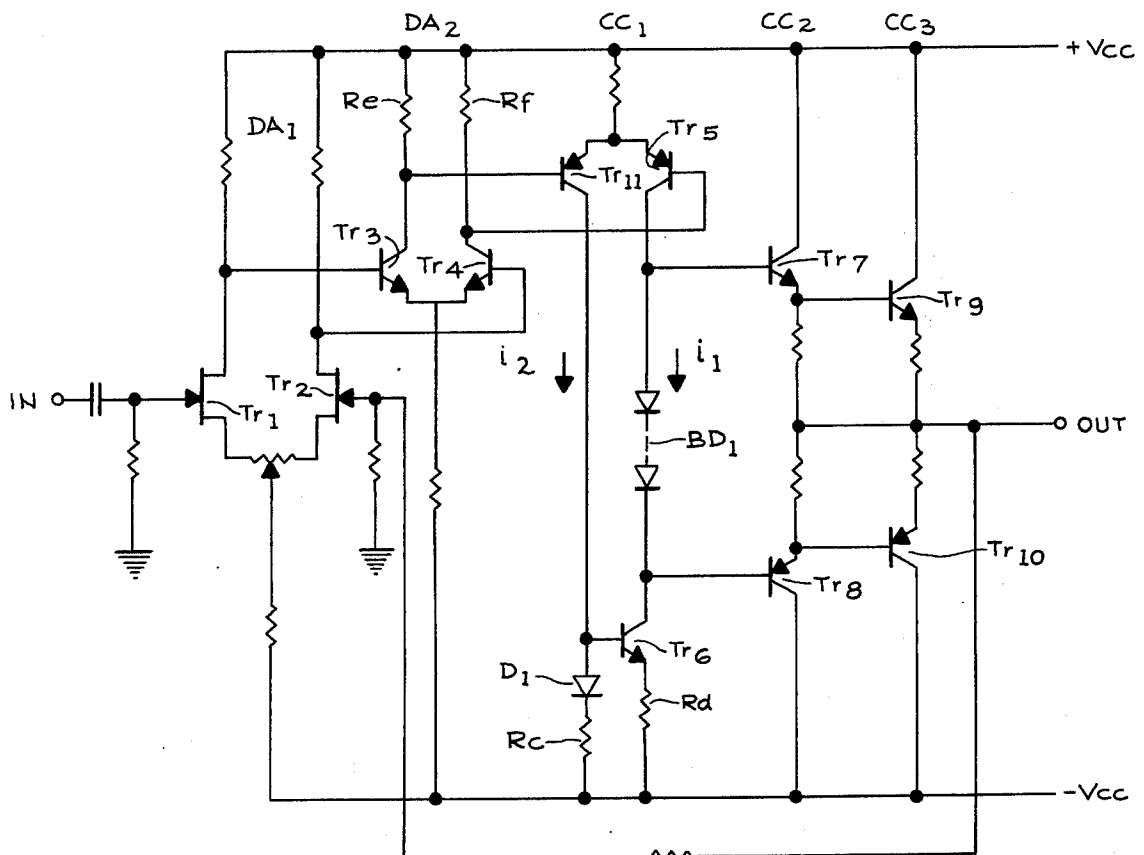 DA2 CC1 CC2 CC3
+Vcc
Re Rf
DA1
Tr5
Tr11
Tr3
Tr4
Tr7
Tr9
i2 i1
IN
Tr2
Tr1
OUT
BD1
Tr10
Tr8
Tr6
D1
Rd
Rc
-Vcc